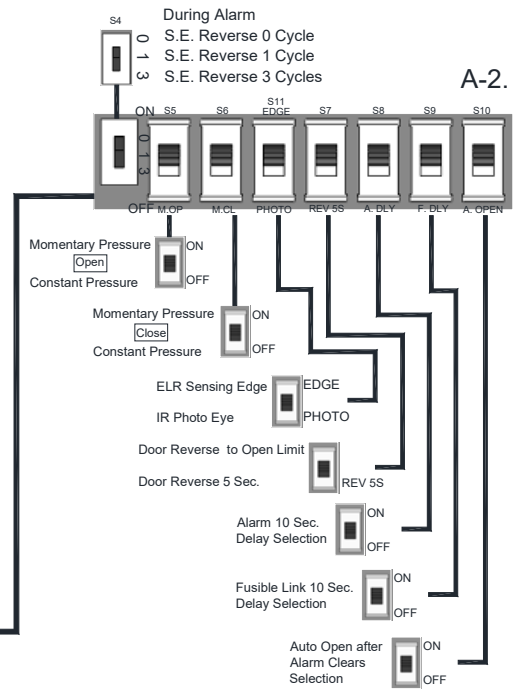 During Alarm
S4
0 S.E. Reverse 0 Cycle
1 S.E. Reverse 1 Cycle
3 S.E. Reverse 3 Cycles
A-2.
ON S5 S6 S11 EDGE S7 S8 S9 S10
0
1
3
OFF M.OP M.CL PHOTO REV 5S A. DLY F. DLY A. OPEN
Momentary Pressure ON
Open
Constant Pressure OFF
Momentary Pressure ON
Close
Constant Pressure OFF
ELR Sensing Edge EDGE
IR Photo Eye PHOTO
Door Reverse to Open Limit
Door Reverse 5 Sec. REV 5S
Alarm 10 Sec. ON
Delay Selection OFF
Fusible Link 10 Sec. ON
Delay Selection OFF
Auto Open after ON
Alarm Clears
Selection OFF